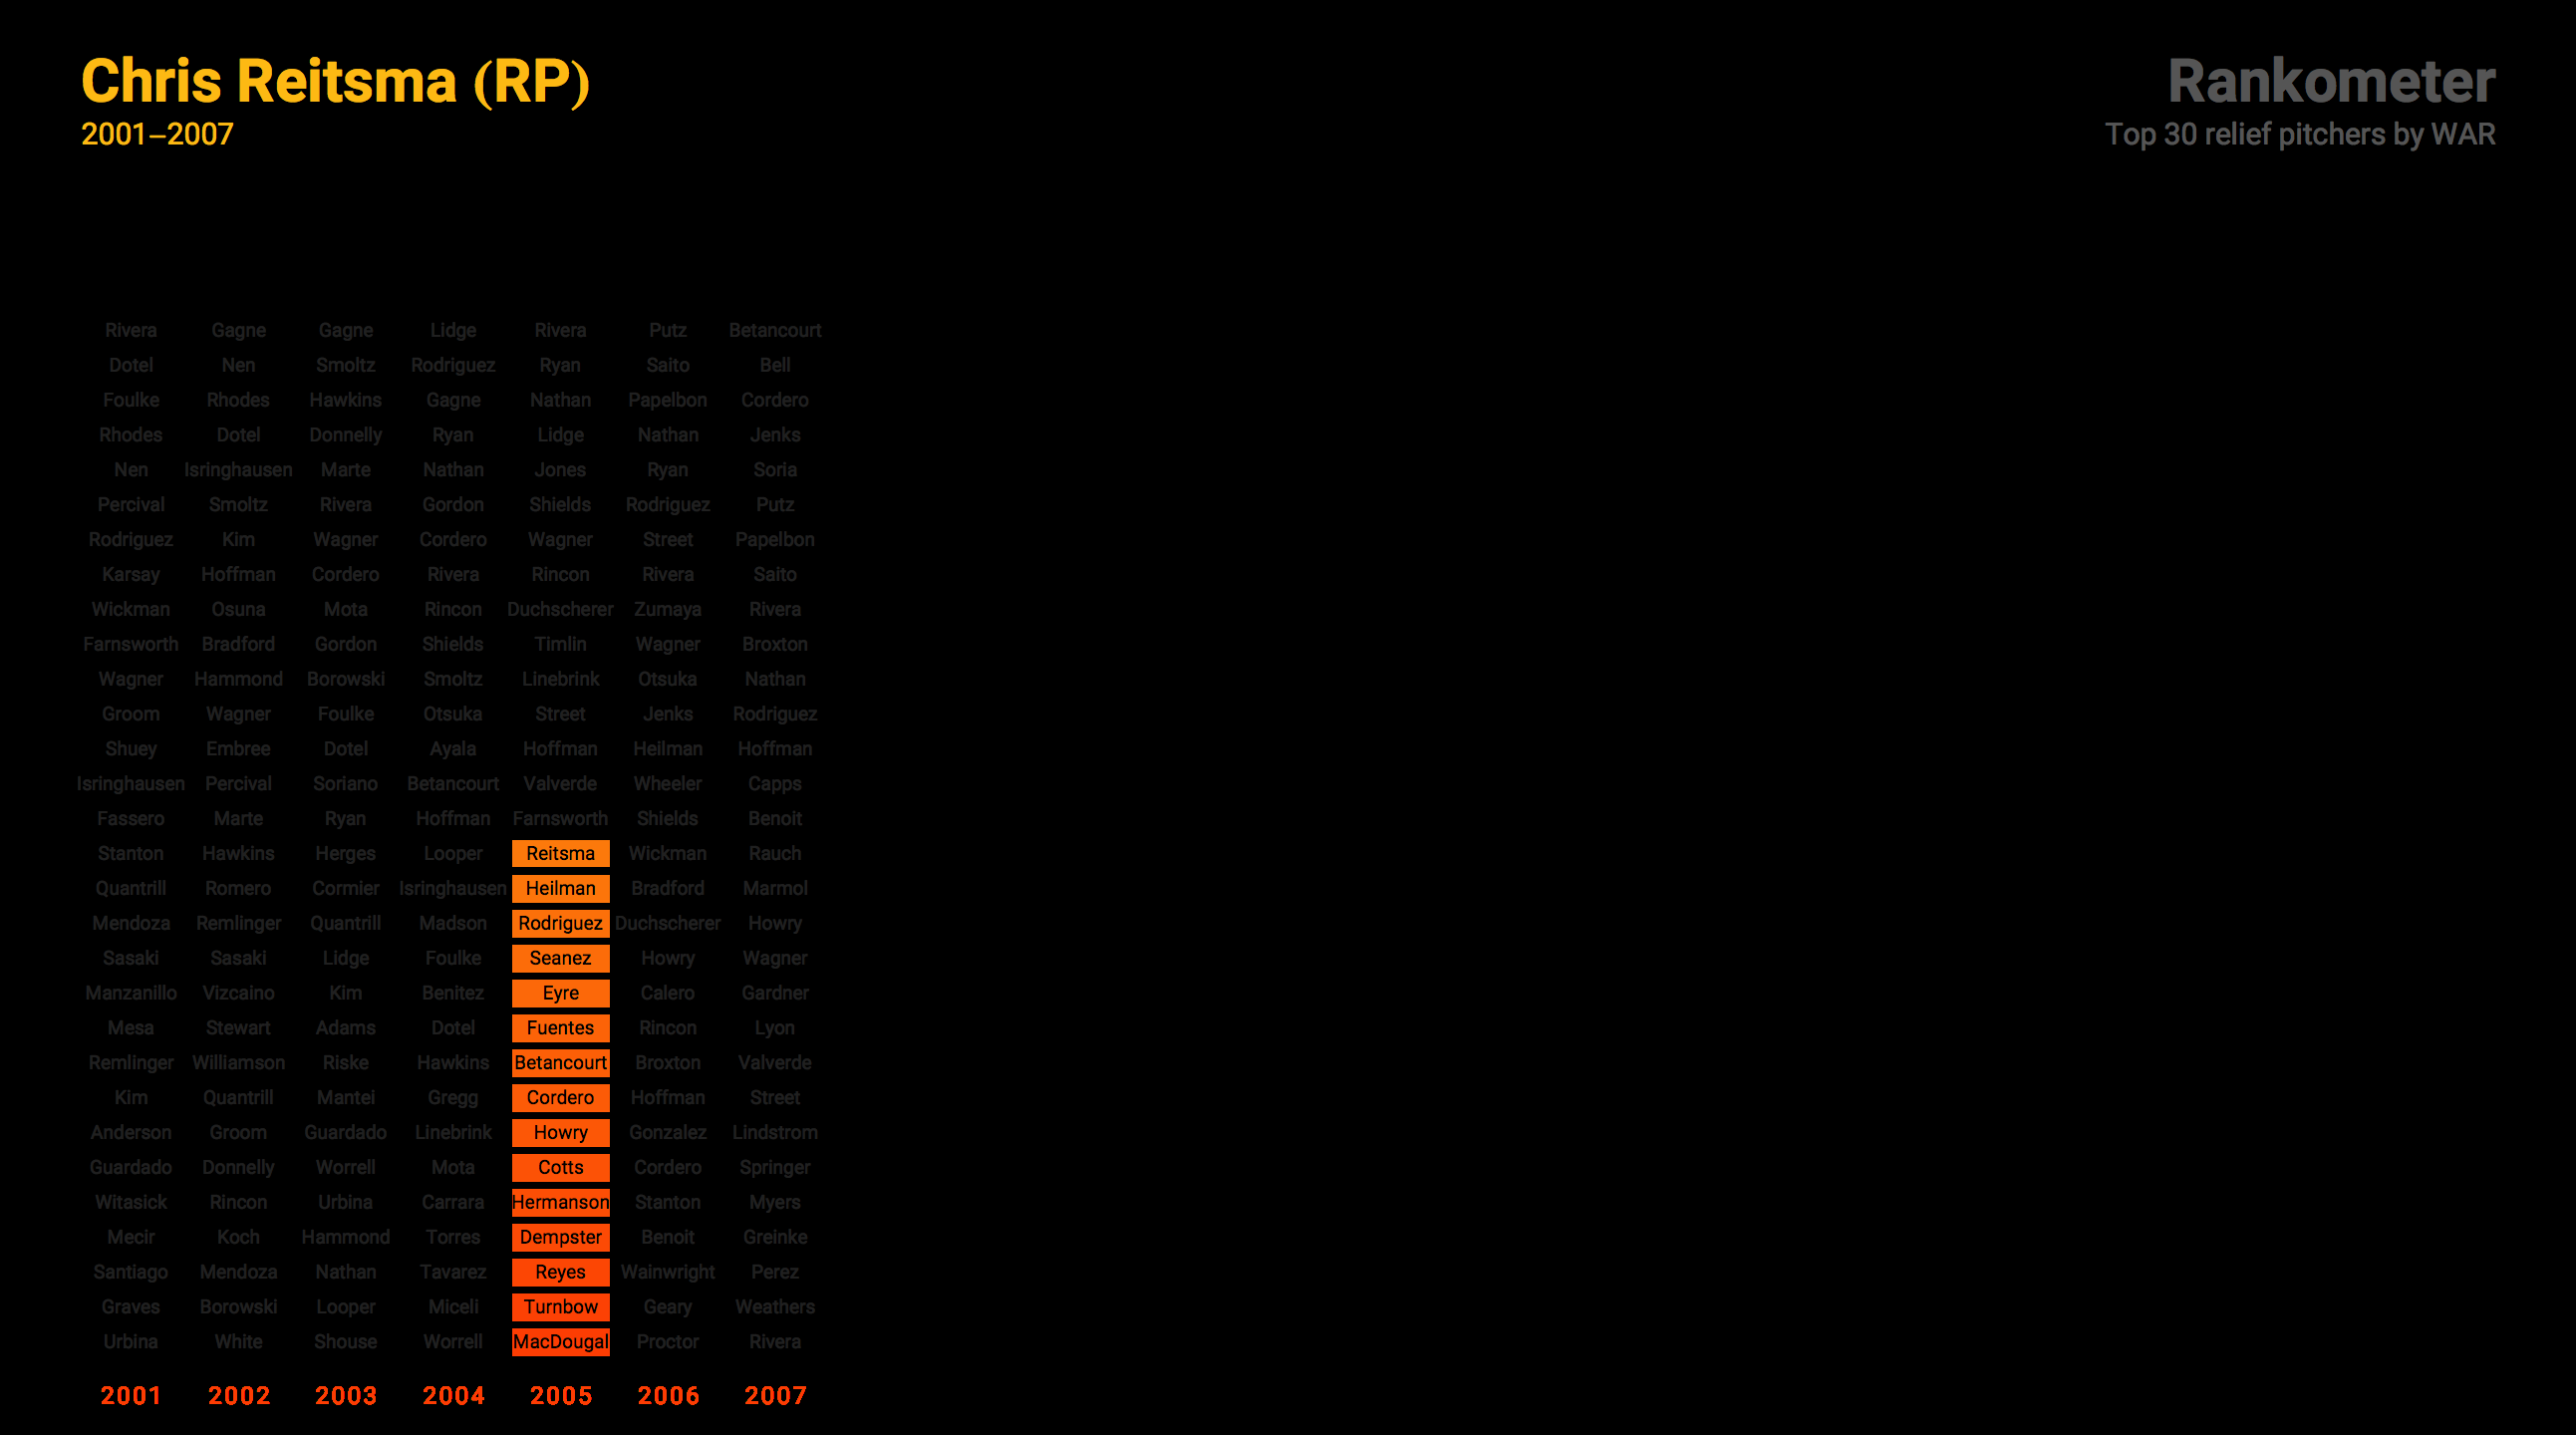 Chris Reitsma (RP)
2001–2007
Rankometer
Top 30 relief pitchers by WAR
Rivera Gagne Gagne Lidge Rivera Putz Betancourt
Dotel Nen Smoltz Rodriguez Ryan Saito Bell
Foulke Rhodes Hawkins Gagne Nathan Papelbon Cordero
Rhodes Dotel Donnelly Ryan Lidge Nathan Jenks
Nen Isringhausen Marte Nathan Jones Ryan Soria
Percival Smoltz Rivera Gordon Shields Rodriguez Putz
Rodriguez Kim Wagner Cordero Wagner Street Papelbon
Karsay Hoffman Cordero Rivera Rincon Rivera Saito
Wickman Osuna Mota Rincon Duchscherer Zumaya Rivera
Farnsworth Bradford Gordon Shields Timlin Wagner Broxton
Wagner Hammond Borowski Smoltz Linebrink Otsuka Nathan
Groom Wagner Foulke Otsuka Street Jenks Rodriguez
Shuey Embree Dotel Ayala Hoffman Heilman Hoffman
Isringhausen Percival Soriano Betancourt Valverde Wheeler Capps
Fassero Marte Ryan Hoffman Farnsworth Shields Benoit
Stanton Hawkins Herges Looper Reitsma Wickman Rauch
Quantrill Romero Cormier Isringhausen Heilman Bradford Marmol
Mendoza Remlinger Quantrill Madson Rodriguez Duchscherer Howry
Sasaki Sasaki Lidge Foulke Seanez Howry Wagner
Manzanillo Vizcaino Kim Benitez Eyre Calero Gardner
Mesa Stewart Adams Dotel Fuentes Rincon Lyon
Remlinger Williamson Riske Hawkins Betancourt Broxton Valverde
Kim Quantrill Mantei Gregg Cordero Hoffman Street
Anderson Groom Guardado Linebrink Howry Gonzalez Lindstrom
Guardado Donnelly Worrell Mota Cotts Cordero Springer
Witasick Rincon Urbina Carrara Hermanson Stanton Myers
Mecir Koch Hammond Torres Dempster Benoit Greinke
Santiago Mendoza Nathan Tavarez Reyes Wainwright Perez
Graves Borowski Looper Miceli Turnbow Geary Weathers
Urbina White Shouse Worrell MacDougal Proctor Rivera
2001 2002 2003 2004 2005 2006 2007